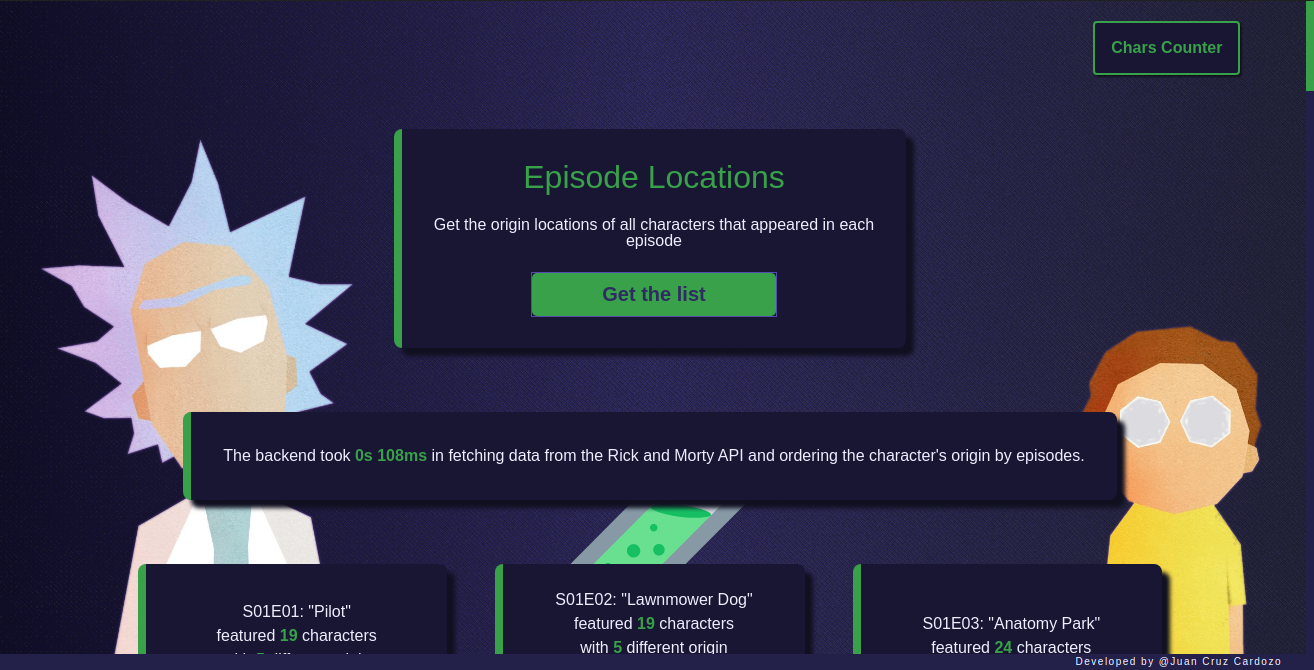 Chars Counter
Episode Locations
Get the origin locations of all characters that appeared in each
episode
Get the list
The backend took 0s 108ms in fetching data from the Rick and Morty API and ordering the character's origin by episodes.
S01E01: "Pilot"
featured 19 characters
S01E02: "Lawnmower Dog"
featured 19 characters
with 5 different origin
S01E03: "Anatomy Park"
featured 24 characters
Developed by @Juan Cruz Cardozo